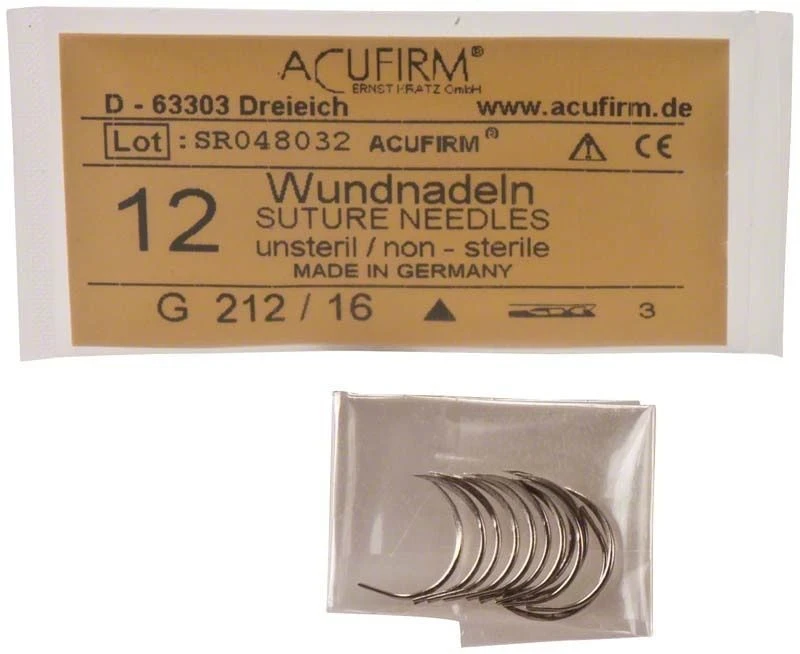 ACUFIRM®
ERNST KRATZ GmbH
D - 63303 Dreieich www.acufirm.de
Lot : SR048032 ACUFIRM® CE
12 Wundnadeln
SUTURE NEEDLES
unsteril / non - sterile
MADE IN GERMANY
G 212 / 16 3